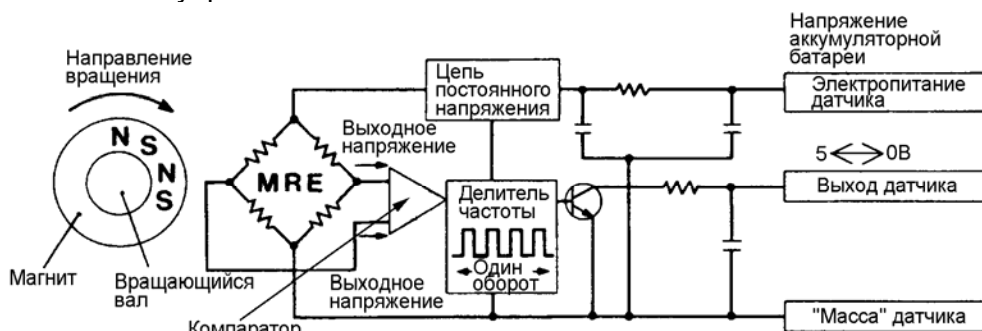 Направление
вращения
N S N S
Магнит
Вращающийся
вал
MRE
Выходное
напряжение
Выходное
напряжение
Компаратор
Цепь
постоянного
напряжения
Делитель
частоты
Один
оборот
Напряжение
аккумуляторной
батареи
Электропитание
датчика
5 <--> 0В
Выход датчика
"Масса" датчика